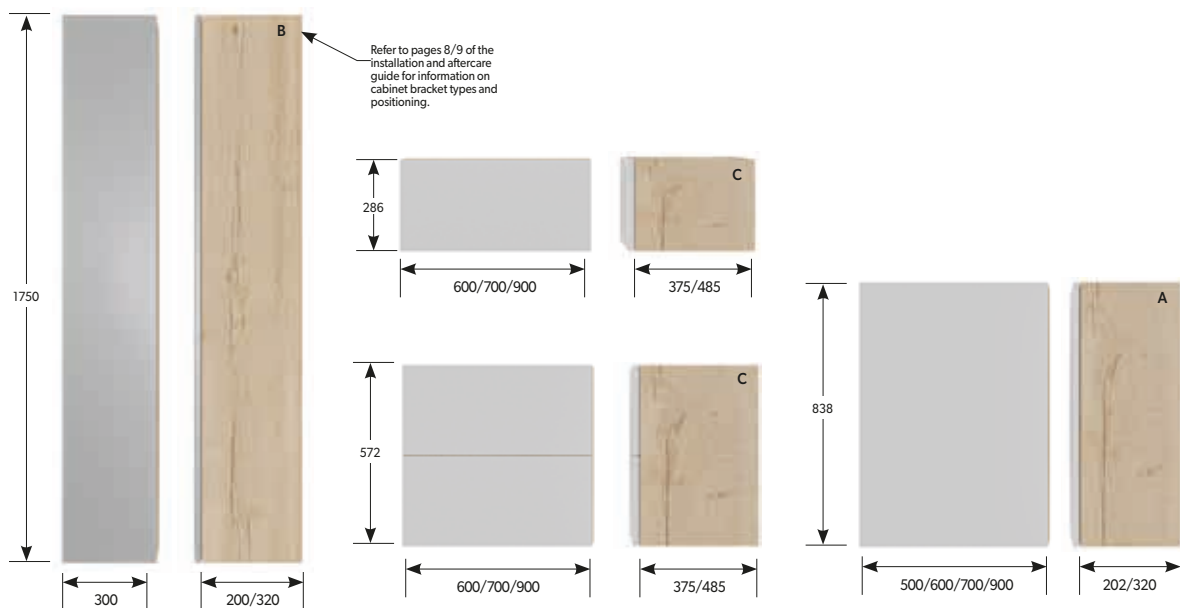 B
Refer to pages 8/9 of the
installation and aftercare
guide for information on
cabinet bracket types and
positioning.
1750
300
200/320
286
C
600/700/900
375/485
572
C
600/700/900
375/485
838
A
500/600/700/900
202/320